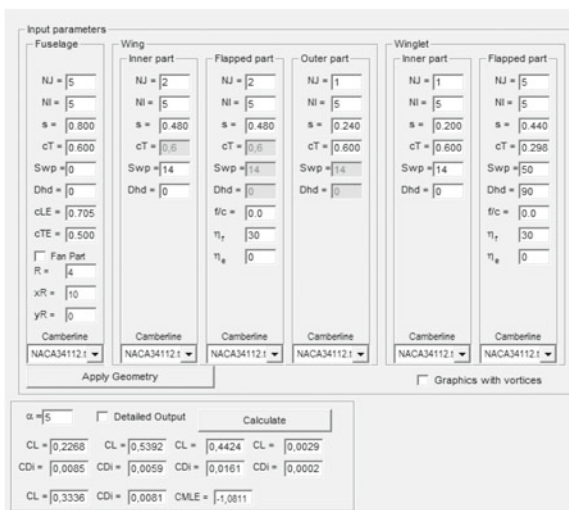 Input parameters
Fuselage
NJ = 5
NI = 5
s = 0.800
cT = 0.600
Swp = 0
Dhd = 0
cLE = 0.705
cTE = 0.500
Fan Part
R = 4
xR = 10
yR = 0
Camberline
NACA34112.t
Wing
Inner part
NJ = 2
NI = 5
s = 0.480
cT = 0,6
Swp = 14
Dhd = 0
Camberline
NACA34112.t
Flapped part
NJ = 2
NI = 5
s = 0.480
cT = 0,6
Swp = 14
Dhd = 0
f/c = 0.0
ηf 30
ηe 0
Camberline
NACA34112.t
Outer part
NJ = 1
NI = 5
s = 0.240
cT = 0.600
Swp = 14
Dhd = 0
Camberline
NACA34112.t
Winglet
Inner part
NJ = 1
NI = 5
s = 0.200
cT = 0.600
Swp = 14
Dhd = 0
Camberline
NACA34112.t
Flapped part
NJ = 5
NI = 5
s = 0.440
cT = 0.298
Swp = 50
Dhd = 90
f/c = 0.0
ηf 30
ηe 0
Camberline
NACA34112.t
Apply Geometry
Graphics with vortices
α = 5 Detailed Output Calculate
CL = 0,2268 CL = 0,5392 CL = 0,4424 CL = 0,0029
CDi = 0,0085 CDi = 0,0059 CDi = 0,0161 CDi = 0,0002
CL = 0,3336 CDi = 0,0081 CMLE = -1,0811